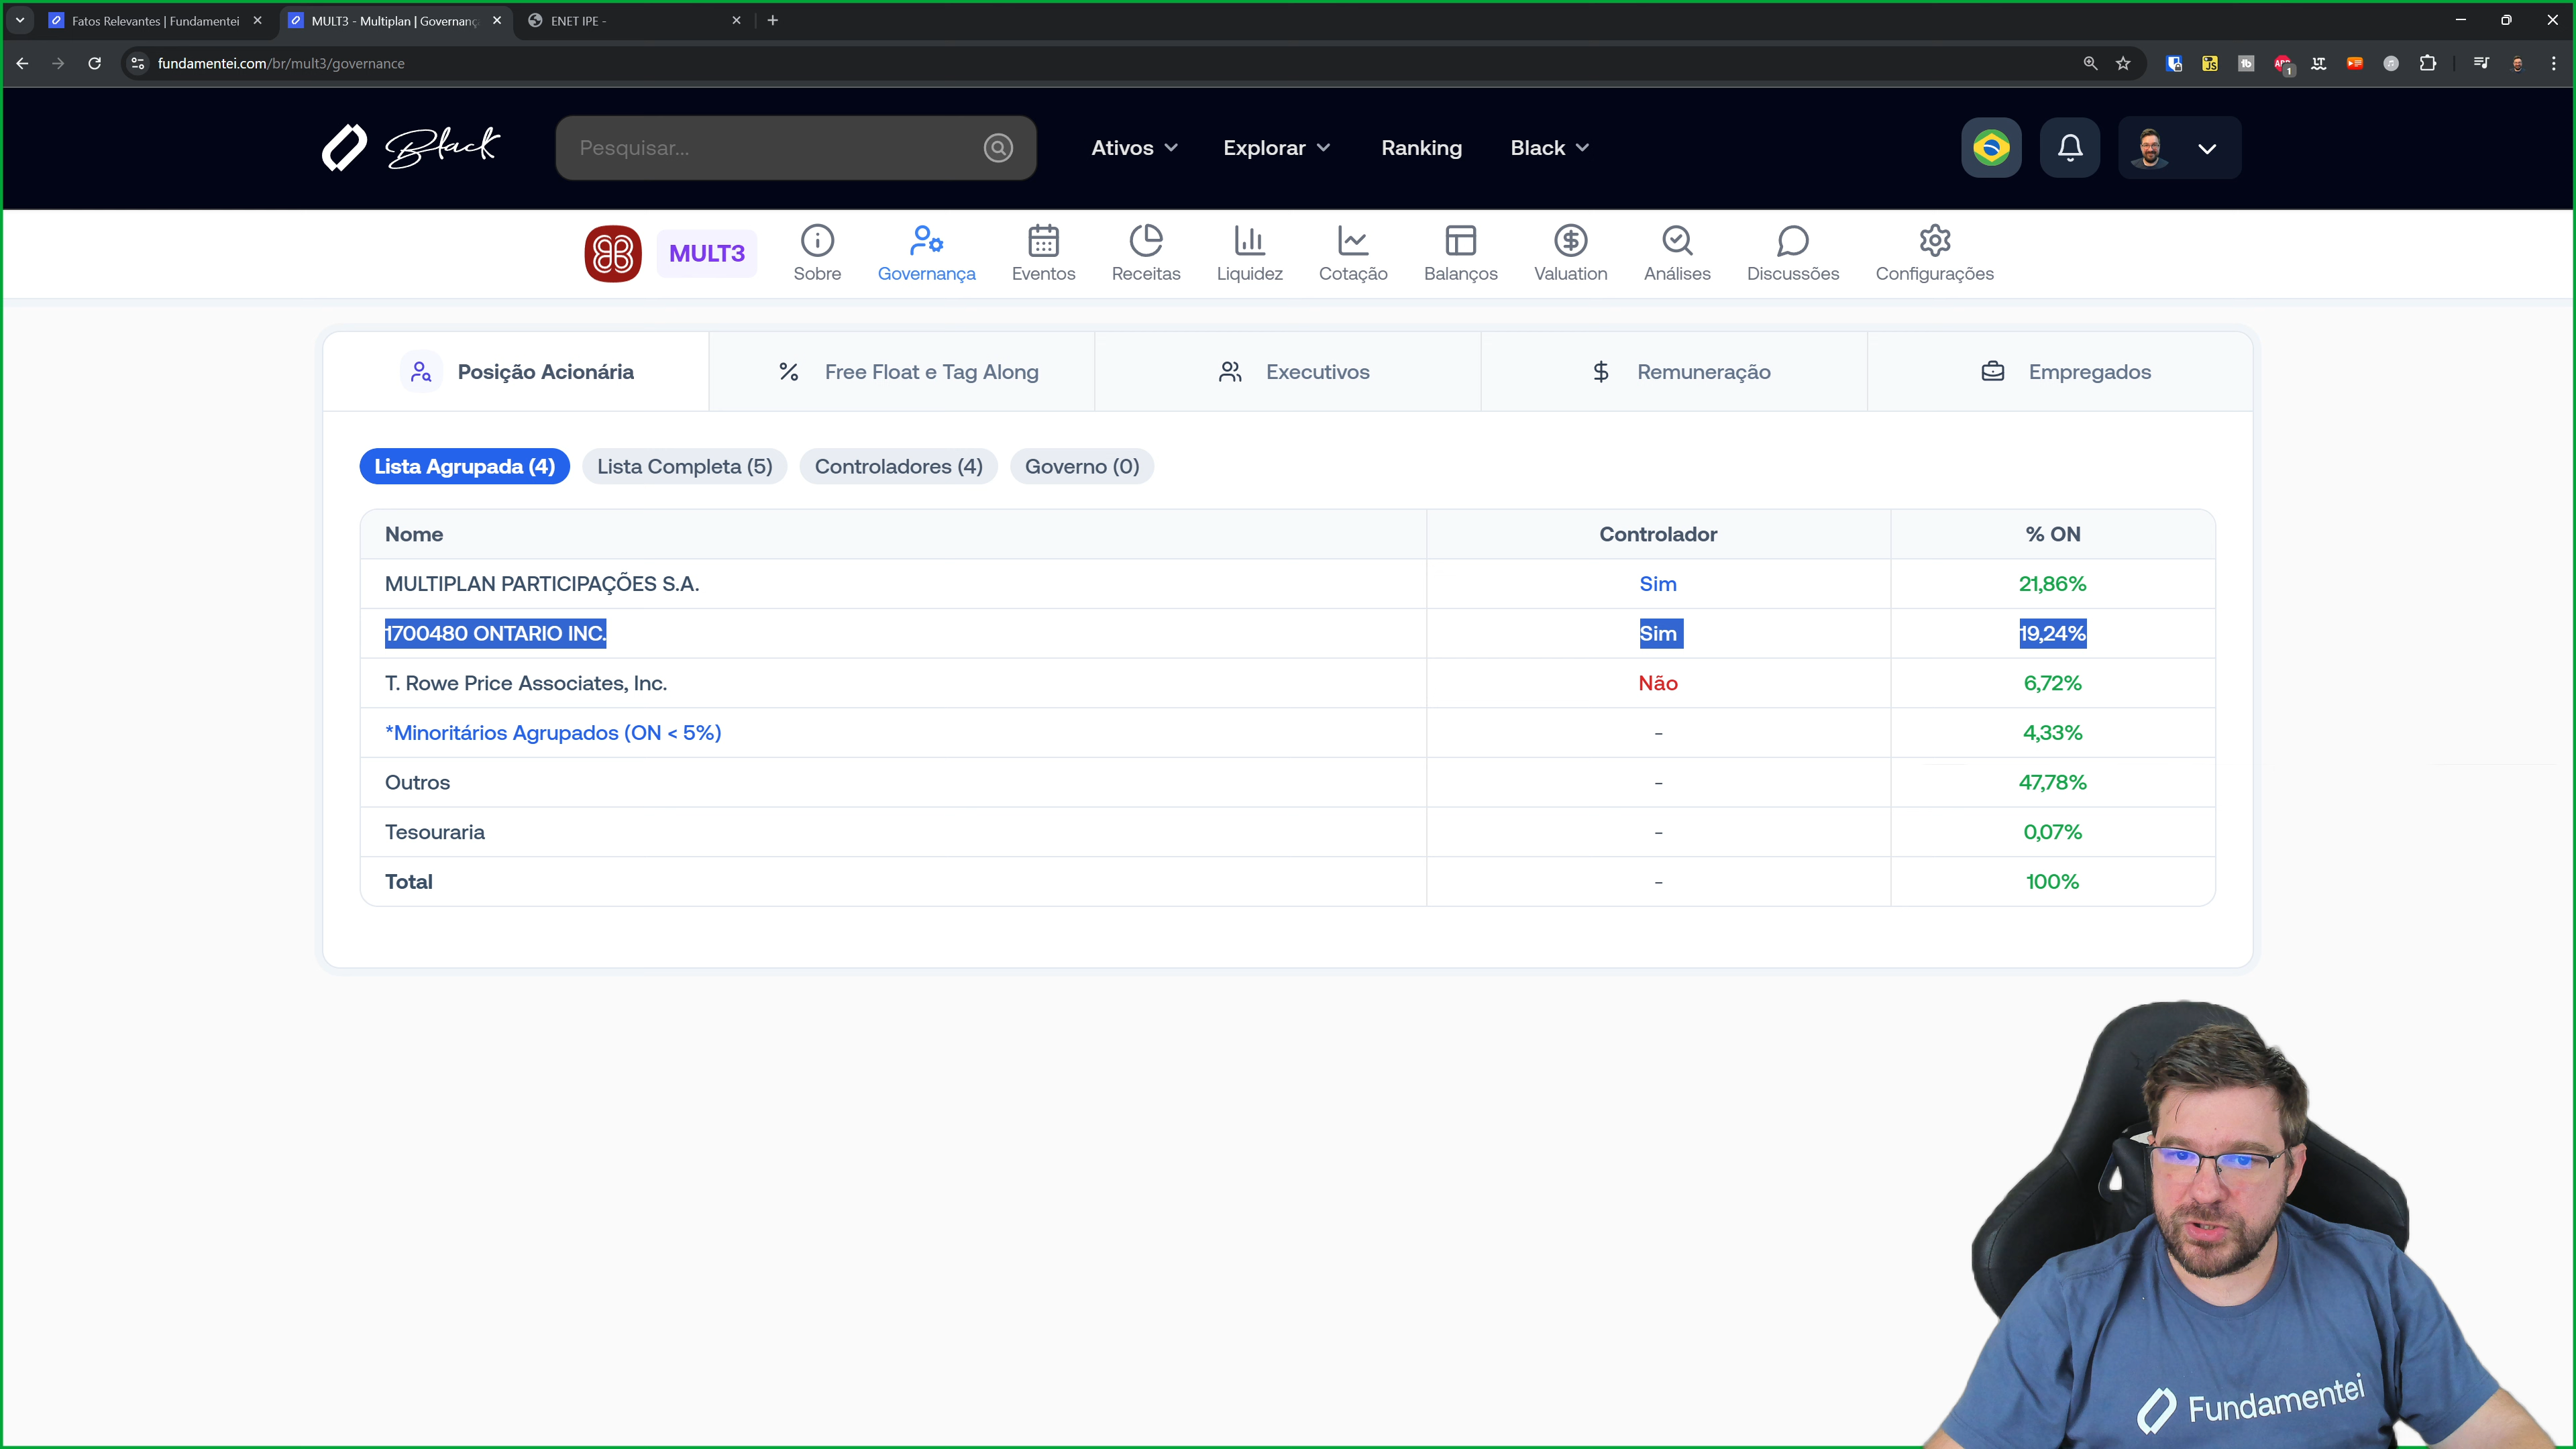 Fatos Relevantes | Fundamentei
MULT3 - Multiplan | Governanç
ENET IPE -
fundamentei.com/br/mult3/governance
Black
Pesquisar...
Ativos
Explorar
Ranking
Black
MULT3
Sobre
Governança
Eventos
Receitas
Liquidez
Cotação
Balanços
Valuation
Análises
Discussões
Configurações
Posição Acionária
Free Float e Tag Along
Executivos
Remuneração
Empregados
Lista Agrupada (4)
Lista Completa (5)
Controladores (4)
Governo (0)
Nome Controlador % ON
MULTIPLAN PARTICIPAÇÕES S.A. Sim 21,86%
1700480 ONTARIO INC. Sim 19,24%
T. Rowe Price Associates, Inc. Não 6,72%
*Minoritários Agrupados (ON < 5%) - 4,33%
Outros - 47,78%
Tesouraria - 0,07%
Total - 100%
Fundamentei